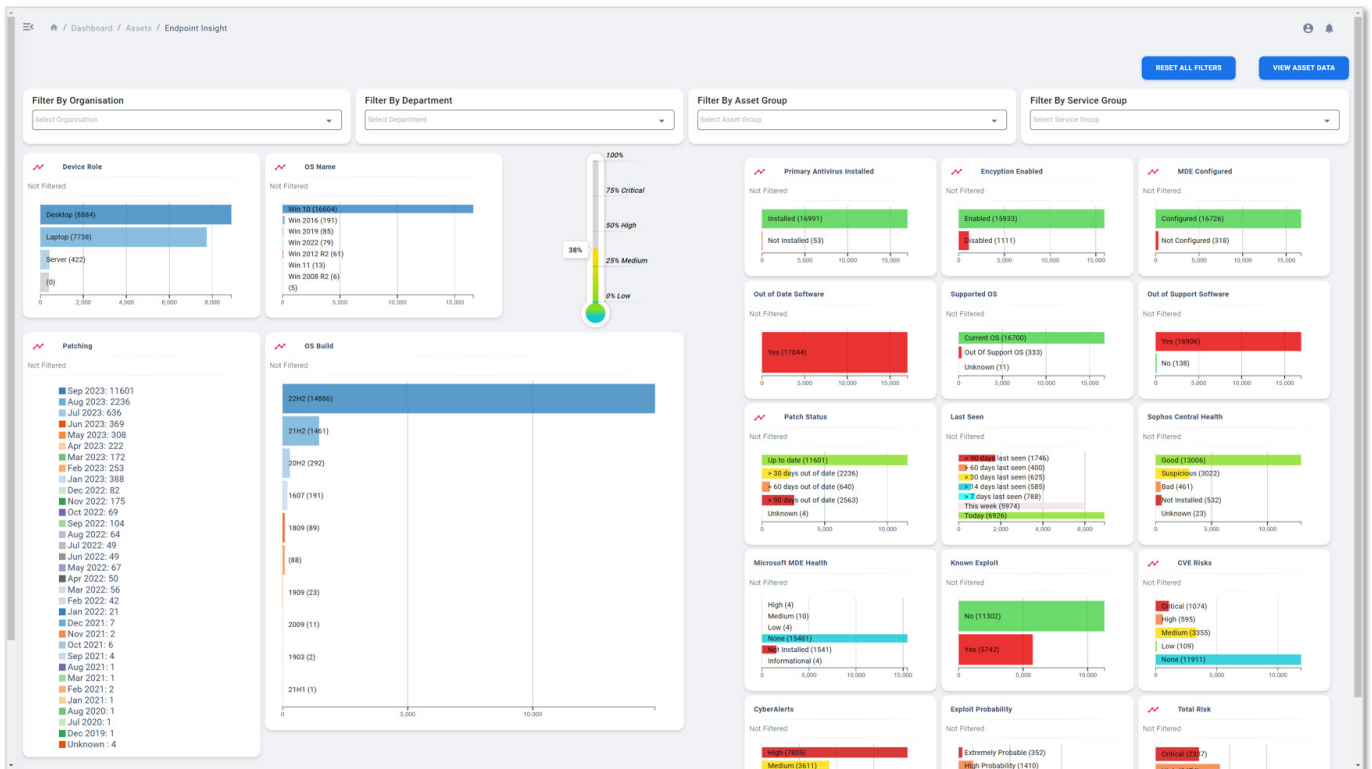 / Dashboard / Assets / Endpoint Insight
RESET ALL FILTERS
VIEW ASSET DATA
Filter By Organisation
Select Organisation
Filter By Department
Select Department
Filter By Asset Group
Select Asset Group
Filter By Service Group
Select Service Group
Device Role
Not Filtered
Desktop (8884)
Laptop (7738)
Server (422)
(0)
0 2,000 4,000 6,000 8,000
OS Name
Not Filtered
Win 10 (16604)
Win 2016 (191)
Win 2019 (85)
Win 2022 (79)
Win 2012 R2 (61)
Win 11 (13)
Win 2008 R2 (6)
(5)
0 5,000 10,000 15,000
100%
75% Critical
50% High
38%
25% Medium
0% Low
Primary Antivirus Installed
Not Filtered
Installed (16991)
Not Installed (53)
0 5,000 10,000 15,000
Encyption Enabled
Not Filtered
Enabled (15933)
Disabled (1111)
0 5,000 10,000 15,000
MDE Configured
Not Filtered
Configured (16726)
Not Configured (318)
0 5,000 10,000 15,000
Out of Date Software
Not Filtered
Yes (17044)
0 5,000 10,000 15,000
Supported OS
Not Filtered
Current OS (16700)
Out Of Support OS (333)
Unknown (11)
0 5,000 10,000 15,000
Out of Support Software
Not Filtered
Yes (16906)
No (138)
0 5,000 10,000 15,000
Patching
Not Filtered
Sep 2023: 11601
Aug 2023: 2236
Jul 2023: 636
Jun 2023: 369
May 2023: 308
Apr 2023: 222
Mar 2023: 172
Feb 2023: 253
Jan 2023: 388
Dec 2022: 82
Nov 2022: 175
Oct 2022: 69
Sep 2022: 104
Aug 2022: 64
Jul 2022: 49
Jun 2022: 49
May 2022: 67
Apr 2022: 50
Mar 2022: 56
Feb 2022: 42
Jan 2022: 21
Dec 2021: 7
Nov 2021: 2
Oct 2021: 6
Sep 2021: 4
Aug 2021: 1
Mar 2021: 1
Feb 2021: 2
Jan 2021: 1
Aug 2020: 1
Jul 2020: 1
Dec 2019: 1
Unknown : 4
OS Build
Not Filtered
22H2 (14886)
21H2 (1461)
20H2 (292)
1607 (191)
1809 (89)
(88)
1909 (23)
2009 (11)
1903 (2)
21H1 (1)
0 5,000 10,000
Patch Status
Not Filtered
Up to date (11601)
> 30 days out of date (2236)
> 60 days out of date (640)
> 90 days out of date (2563)
Unknown (4)
0 5,000 10,000
Last Seen
Not Filtered
> 90 days last seen (1746)
> 60 days last seen (400)
> 30 days last seen (625)
> 14 days last seen (585)
> 7 days last seen (788)
This week (5974)
Today (6926)
0 2,000 4,000 6,000
Sophos Central Health
Not Filtered
Good (13006)
Suspicious (3022)
Bad (461)
Not Installed (532)
Unknown (23)
0 5,000 10,000
Microsoft MDE Health
Not Filtered
High (4)
Medium (10)
Low (4)
None (15481)
Not Installed (1541)
Informational (4)
0 5,000 10,000 15,000
Known Exploit
Not Filtered
No (11302)
Yes (5742)
0 5,000 10,000
CVE Risks
Not Filtered
Critical (1074)
High (595)
Medium (3355)
Low (109)
None (11911)
0 5,000 10,000
CyberAlerts
Not Filtered
High (7805)
Medium (3611)
Exploit Probability
Not Filtered
Extremely Probable (352)
High Probability (1410)
Total Risk
Not Filtered
Critical (2337)